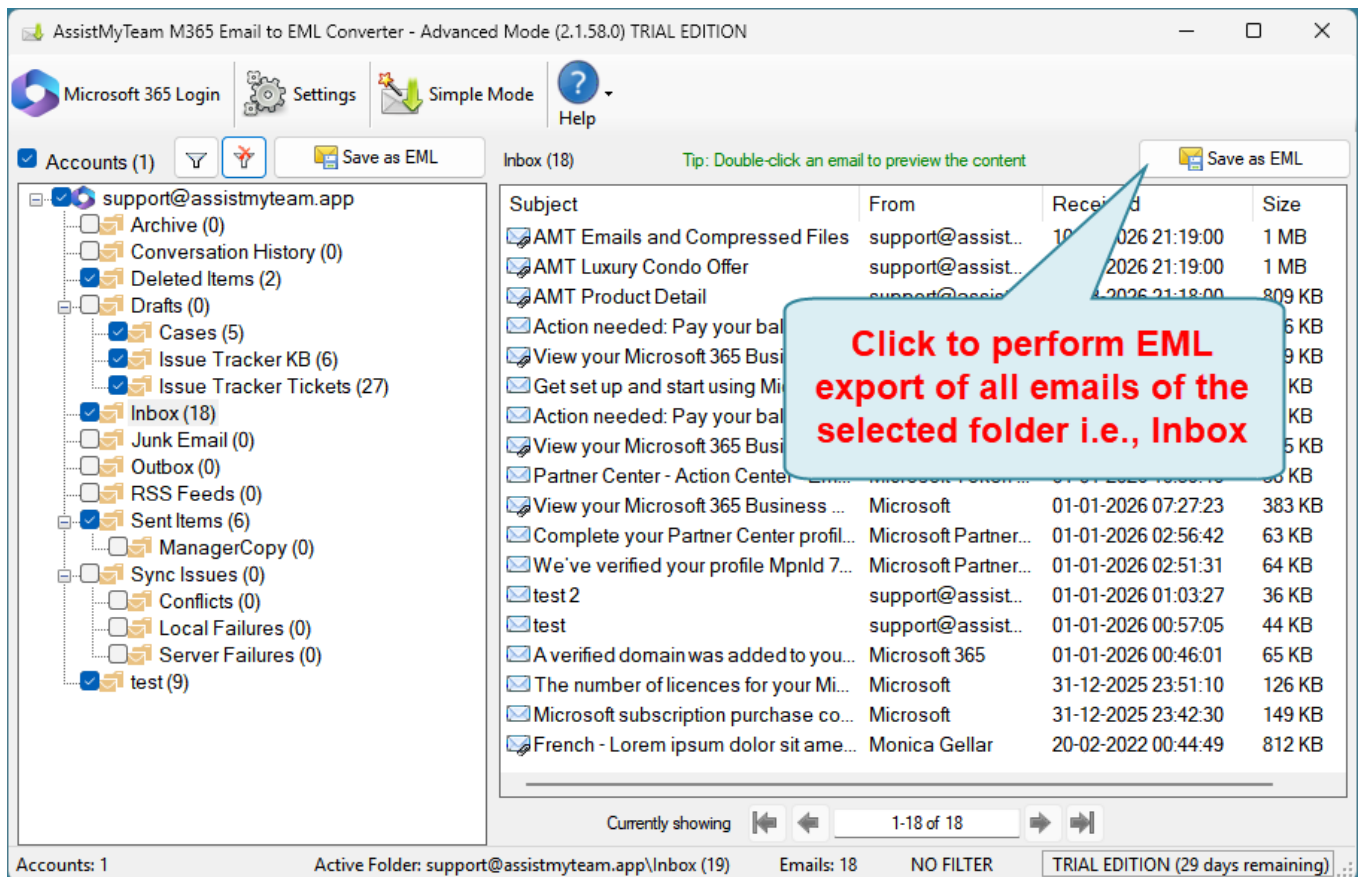 AssistMyTeam M365 Email to EML Converter - Advanced Mode (2.1.58.0) TRIAL EDITION
Microsoft 365 Login Settings Simple Mode Help
Accounts (1) Save as EML
support@assistmyteam.app
Archive (0)
Conversation History (0)
Deleted Items (2)
Drafts (0)
Cases (5)
Issue Tracker KB (6)
Issue Tracker Tickets (27)
Inbox (18)
Junk Email (0)
Outbox (0)
RSS Feeds (0)
Sent Items (6)
ManagerCopy (0)
Sync Issues (0)
Conflicts (0)
Local Failures (0)
Server Failures (0)
test (9)
Inbox (18) Tip: Double-click an email to preview the content Save as EML
Subject From Size
AMT Emails and Compressed Files support@assist... 21:19:00 1 MB
AMT Luxury Condo Offer support@assist... 2026 21:19:00 1 MB
AMT Product Detail support@assist... 2026 21:18:00 809 KB
Action needed: Pay your bal KB
View your Microsoft 365 Busi KB
Get set up and start using Mi KB
Action needed: Pay your bal KB
View your Microsoft 365 Busi KB
Partner Center - Action Center KB
View your Microsoft 365 Business ... Microsoft 01-01-2026 07:27:23 383 KB
Complete your Partner Center profil... Microsoft Partner... 01-01-2026 02:56:42 63 KB
We've verified your profile MpnId 7... Microsoft Partner... 01-01-2026 02:51:31 64 KB
test 2 support@assist... 01-01-2026 01:03:27 36 KB
test support@assist... 01-01-2026 00:57:05 44 KB
A verified domain was added to you... Microsoft 365 01-01-2026 00:46:01 65 KB
The number of licences for your Mi... Microsoft 31-12-2025 23:51:10 126 KB
Microsoft subscription purchase co... Microsoft 31-12-2025 23:42:30 149 KB
French - Lorem ipsum dolor sit ame... Monica Gellar 20-02-2022 00:44:49 812 KB
Click to perform EML
export of all emails of the
selected folder i.e., Inbox
Currently showing 1-18 of 18
Accounts: 1 Active Folder: support@assistmyteam.app\Inbox (19) Emails: 18 NO FILTER TRIAL EDITION (29 days remaining)